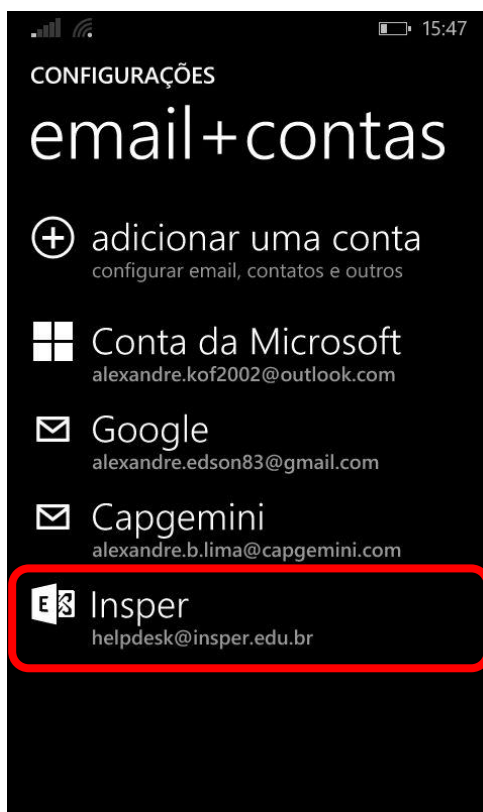 15:47
CONFIGURAÇÕES
email+contas
adicionar uma conta
configurar email, contatos e outros
Conta da Microsoft
alexandre.kof2002@outlook.com
Google
alexandre.edson83@gmail.com
Capgemini
alexandre.b.lima@capgemini.com
E Insper
helpdesk@insper.edu.br